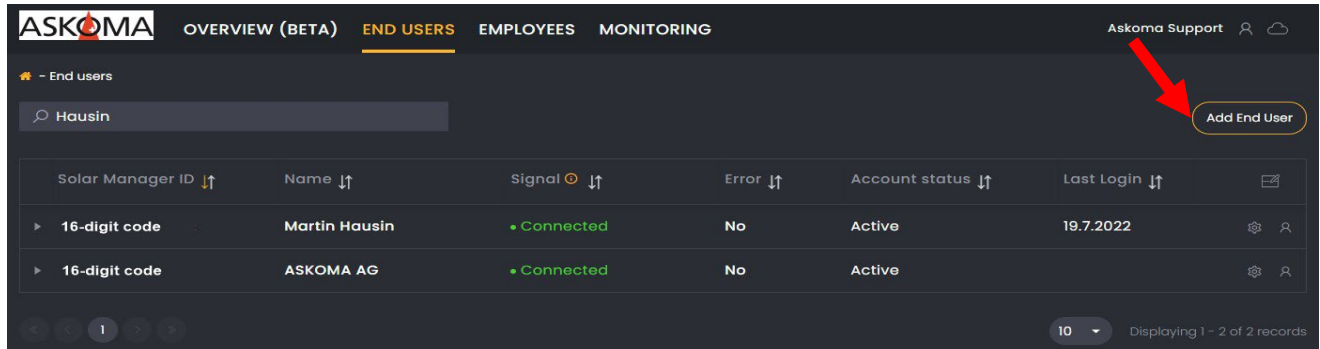 ASKOMA OVERVIEW (BETA) END USERS EMPLOYEES MONITORING Askoma Support
- End users
Hausin Add End User
Solar Manager ID Name Signal Error Account status Last Login
16-digit code Martin Hausin • Connected No Active 19.7.2022
16-digit code ASKOMA AG • Connected No Active
« ‹ 1 › » 10 Displaying 1 - 2 of 2 records